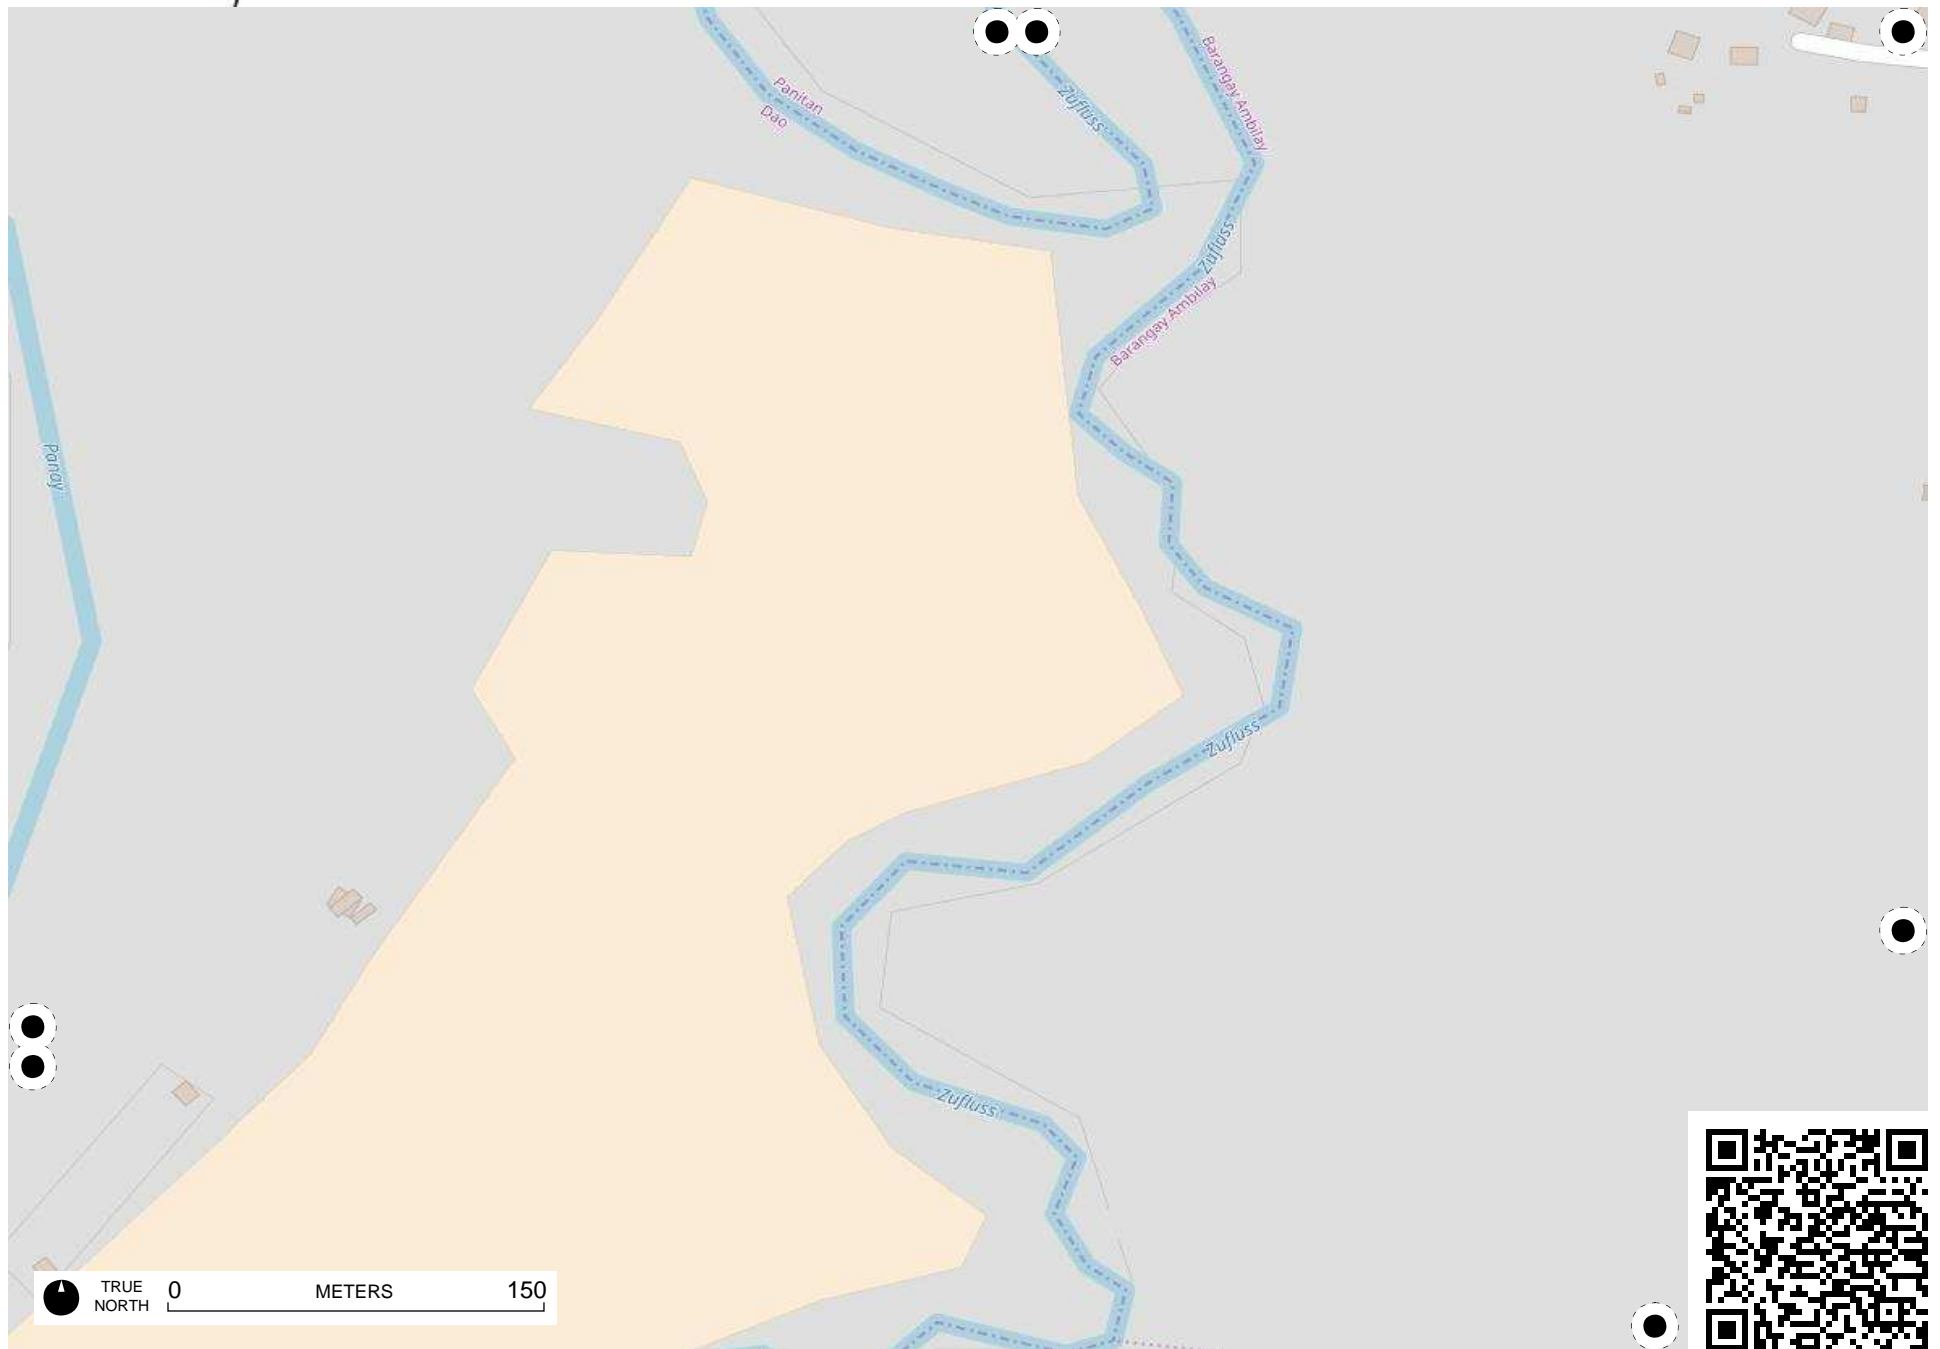 Barangay Ambilay
Panitan
Dao
Zufluss
Zufluss
Barangay Ambilay
Panay
Zufluss
Zufluss
TRUE
NORTH
0
METERS
150